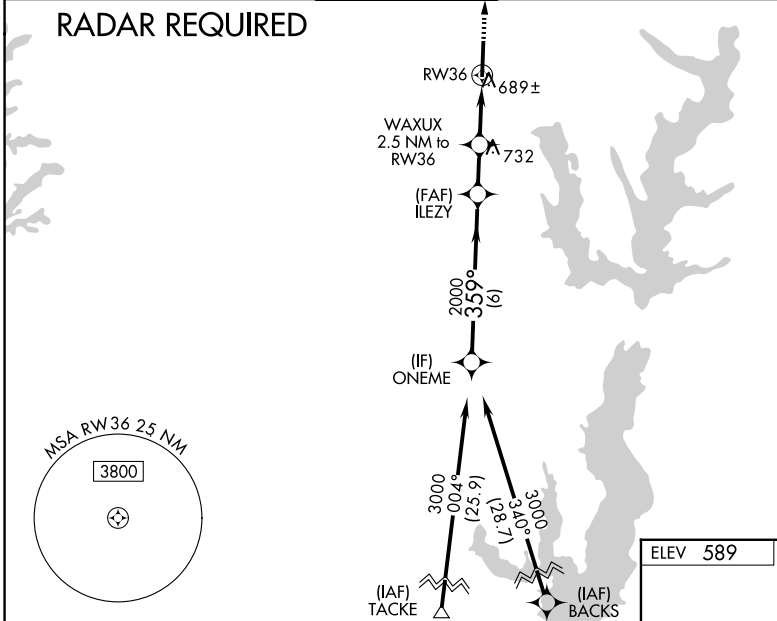 RADAR REQUIRED
RW36
689±
WAXUX
2.5 NM to
RW36
732
(FAF)
ILEZY
2000
359°
(6)
(IF)
ONEME
MSA RW36 25 NM
3800
3000
004°
(25.9)
3000
340°
(28.7)
(IAF)
TACKE
(IAF)
BACKS
ELEV 589